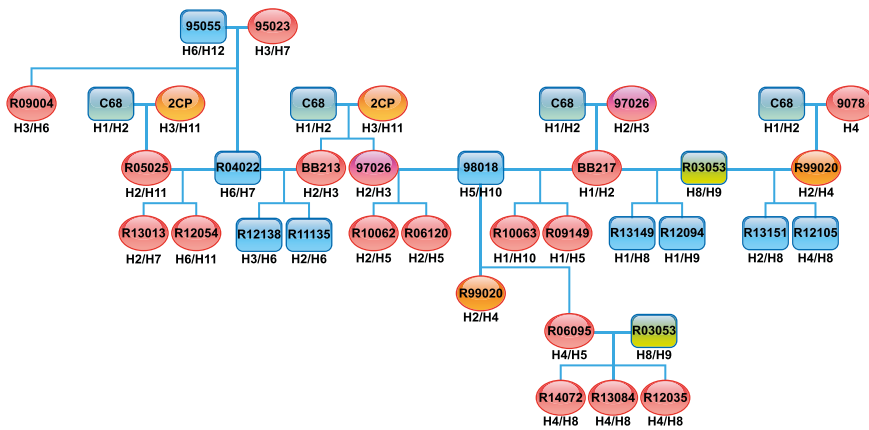 95055 95023
H6/H12 H3/H7
R09004 C68 2CP C68 2CP C68 97026 C68 9078
H3/H6 H1/H2 H3/H11 H1/H2 H3/H11 H1/H2 H2/H3 H1/H2 H4
R05025 R04022 BB213 97026 98018 BB217 R03053 R99020
H2/H11 H6/H7 H2/H3 H2/H3 H5/H10 H1/H2 H8/H9 H2/H4
R13013 R12054 R12138 R11135 R10062 R06120 R10063 R09149 R13149 R12094 R13151 R12105
H2/H7 H6/H11 H3/H6 H2/H6 H2/H5 H2/H5 H1/H10 H1/H5 H1/H8 H1/H9 H2/H8 H4/H8
R99020
H2/H4
R06095 R03053
H4/H5 H8/H9
R14072 R13084 R12035
H4/H8 H4/H8 H4/H8